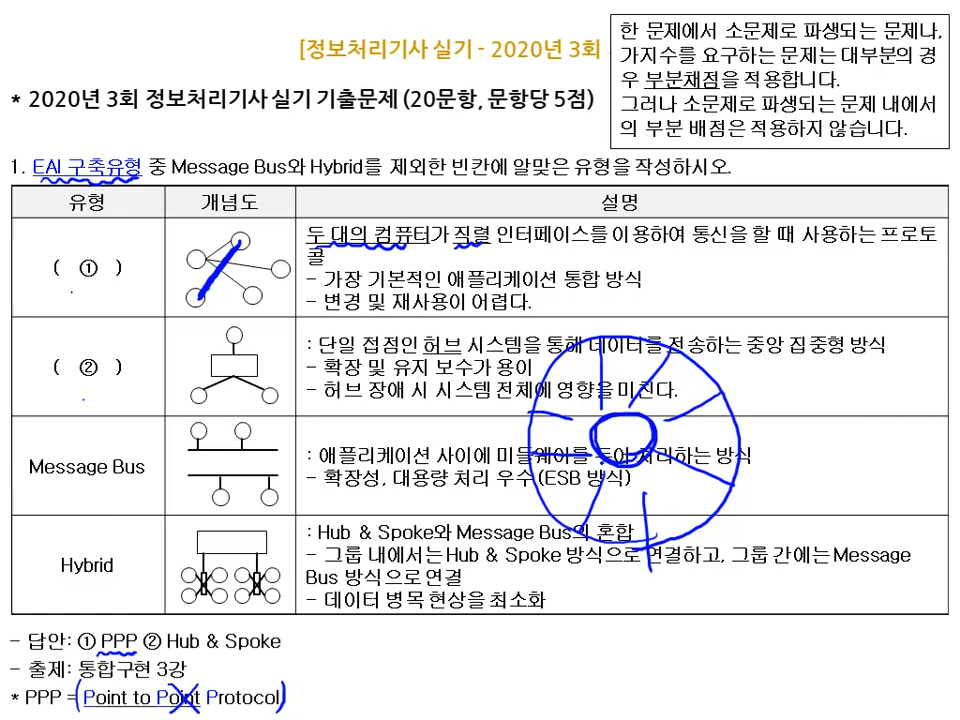 [정보처리기사 실기 - 2020년 3회
한 문제에서 소문제로 파생되는 문제나,
가지수를 요구하는 문제는 대부분의 경
우 부분채점을 적용합니다.
그러나 소문제로 파생되는 문제 내에서
의 부분 배점은 적용하지 않습니다.
* 2020년 3회 정보처리기사 실기 기출문제 (20문항, 문항당 5점)
1. EAI 구축유형 중 Message Bus와 Hybrid를 제외한 빈칸에 알맞은 유형을 작성하시오.
유형 개념도 설명
( ① )
두 대의 컴퓨터가 직렬 인터페이스를 이용하여 통신을 할 때 사용하는 프로토
콜
- 가장 기본적인 애플리케이션 통합 방식
- 변경 및 재사용이 어렵다.
( ② )
: 단일 접점인 허브 시스템을 통해 데이터를 전송하는 중앙 집중형 방식
- 확장 및 유지 보수가 용이
- 허브 장애 시 시스템 전체에 영향을 미친다.
Message Bus
: 애플리케이션 사이에 미들웨어를 두어 처리하는 방식
- 확장성, 대용량 처리 우수 (ESB 방식)
Hybrid
: Hub & Spoke와 Message Bus의 혼합
- 그룹 내에서는 Hub & Spoke 방식으로 연결하고, 그룹 간에는 Message
Bus 방식으로 연결
- 데이터 병목 현상을 최소화
- 답안: ① PPP ② Hub & Spoke
- 출제: 통합구현 3강
* PPP = Point to Point Protocol